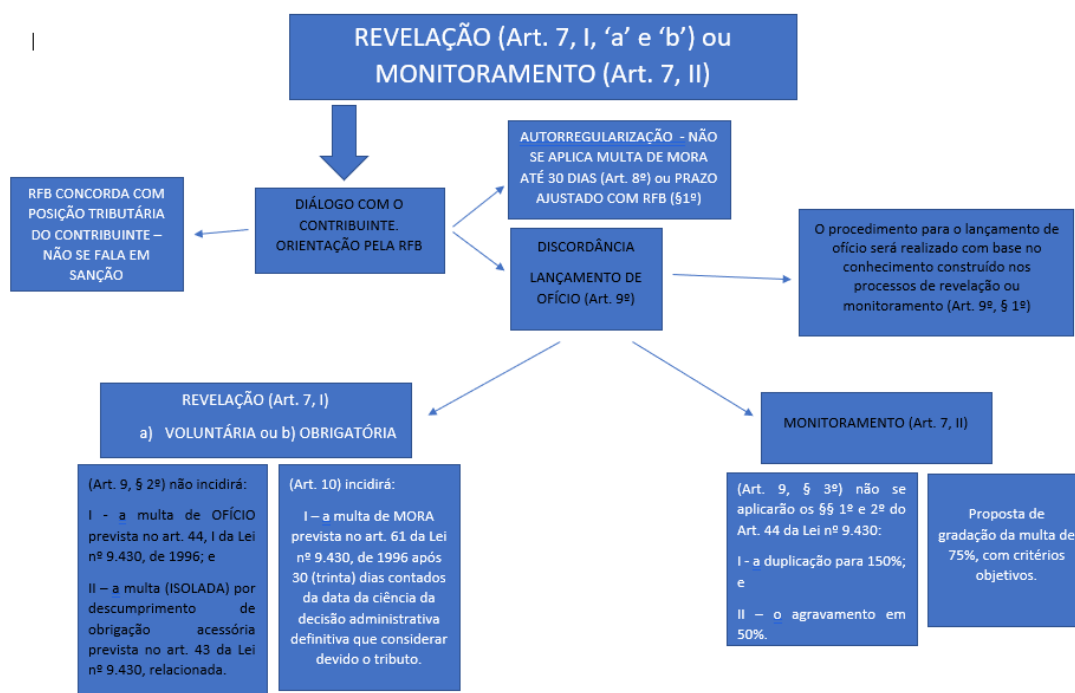 REVELAÇÃO (Art. 7, I, ‘a’ e ‘b’) ou
MONITORAMENTO (Art. 7, II)
AUTORREGULARIZAÇÃO - NÃO
SE APLICA MULTA DE MORA
ATÉ 30 DIAS (Art. 8º) ou PRAZO
AJUSTADO COM RFB (§1º)
RFB CONCORDA COM
POSIÇÃO TRIBUTÁRIA
DO CONTRIBUINTE –
NÃO SE FALA EM
SANÇÃO
DIÁLOGO COM O
CONTRIBUINTE.
ORIENTAÇÃO PELA RFB
DISCORDÂNCIA
LANÇAMENTO DE
OFÍCIO (Art. 9º)
O procedimento para o lançamento de
ofício será realizado com base no
conhecimento construído nos
processos de revelação ou
monitoramento (Art. 9º, § 1º)
REVELAÇÃO (Art. 7, I)
a) VOLUNTÁRIA ou b) OBRIGATÓRIA
MONITORAMENTO (Art. 7, II)
(Art. 9, § 2º) não incidirá:
I - a multa de OFÍCIO
prevista no art. 44, I da Lei
nº 9.430, de 1996; e
II – a multa (ISOLADA) por
descumprimento de
obrigação acessória
prevista no art. 43 da Lei
nº 9.430, relacionada.
(Art. 10) incidirá:
I – a multa de MORA
prevista no art. 61 da Lei
nº 9.430, de 1996 após
30 (trinta) dias contados
da data da ciência da
decisão administrativa
definitiva que considerar
devido o tributo.
(Art. 9, § 3º) não se
aplicarão os §§ 1º e 2º do
Art. 44 da Lei nº 9.430:
I - a duplicação para 150%;
e
II – o agravamento em
50%.
Proposta de
gradação da multa de
75%, com critérios
objetivos.